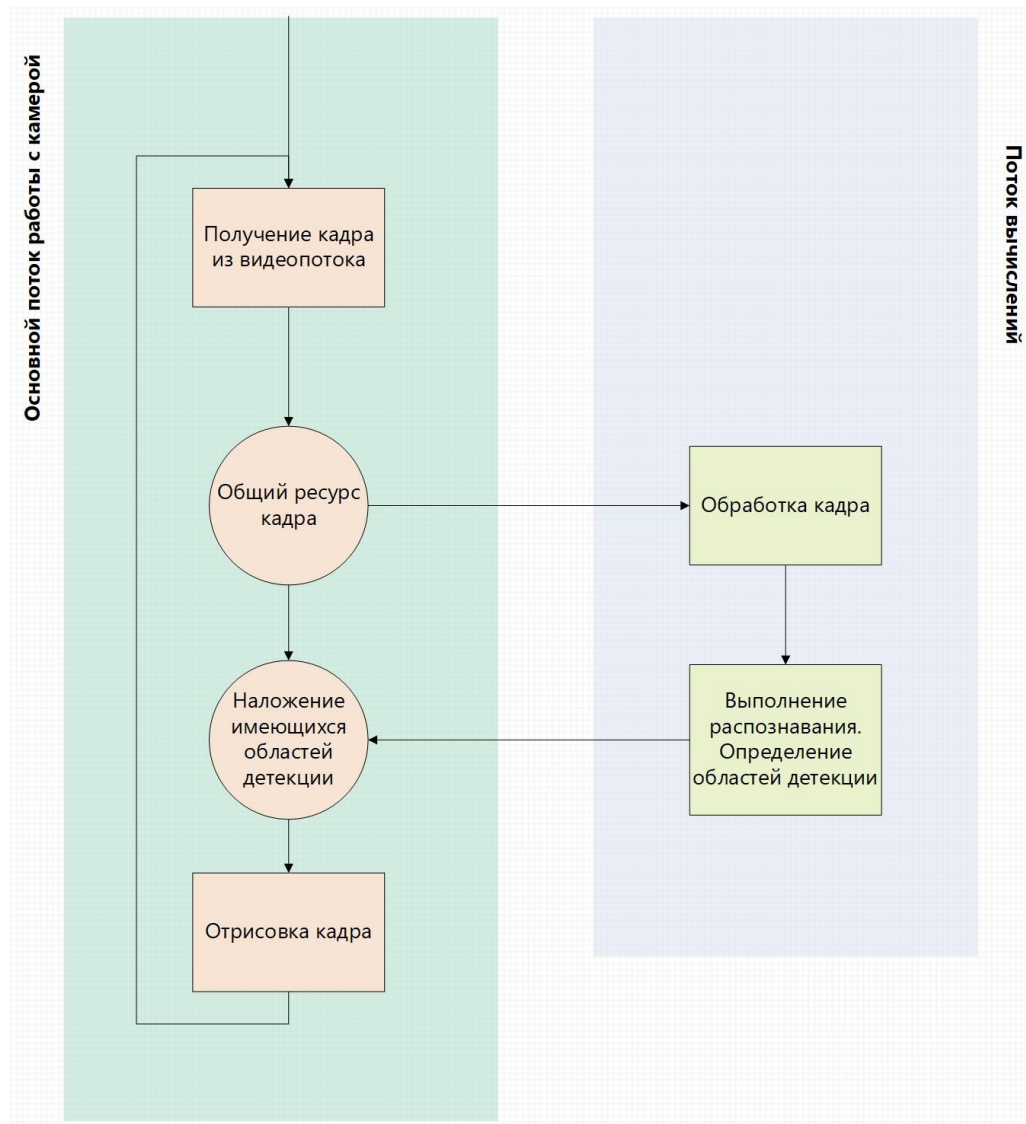 Основной поток работы с камерой
Получение кадра
из видеопотока
Общий ресурс
кадра
Наложение
имеющихся
областей
детекции
Отрисовка кадра
Поток вычислений
Обработка кадра
Выполнение
распознавания.
Определение
областей детекции